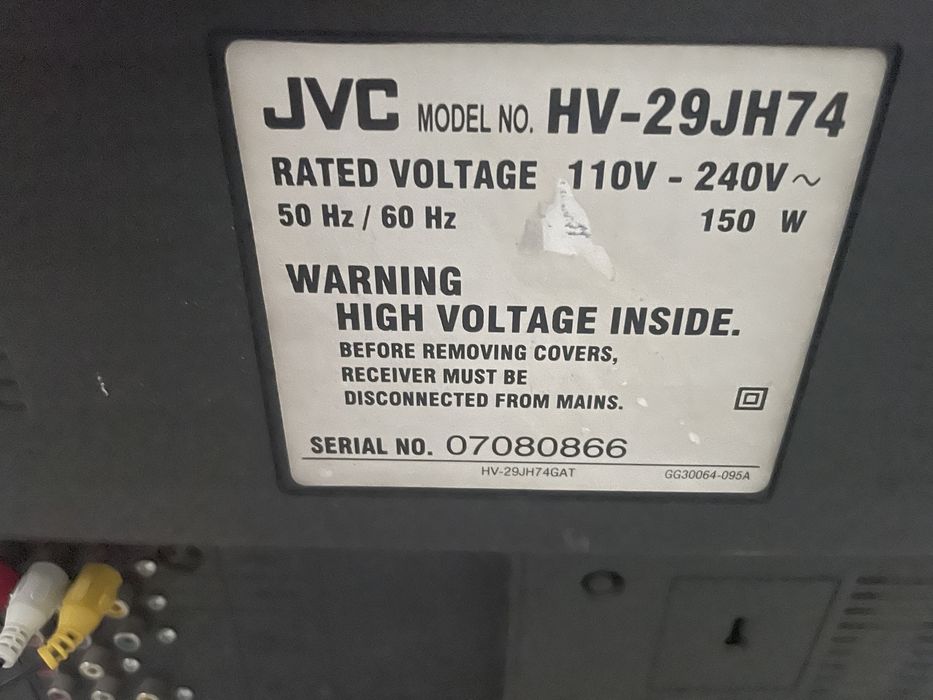 JVC MODEL NO. HV-29JH74
RATED VOLTAGE 110V - 240V~
50 Hz / 60 Hz 150 W
WARNING
HIGH VOLTAGE INSIDE.
BEFORE REMOVING COVERS,
RECEIVER MUST BE
DISCONNECTED FROM MAINS.
SERIAL NO. 07080866
HV-29JH74GAT GG30064-095A